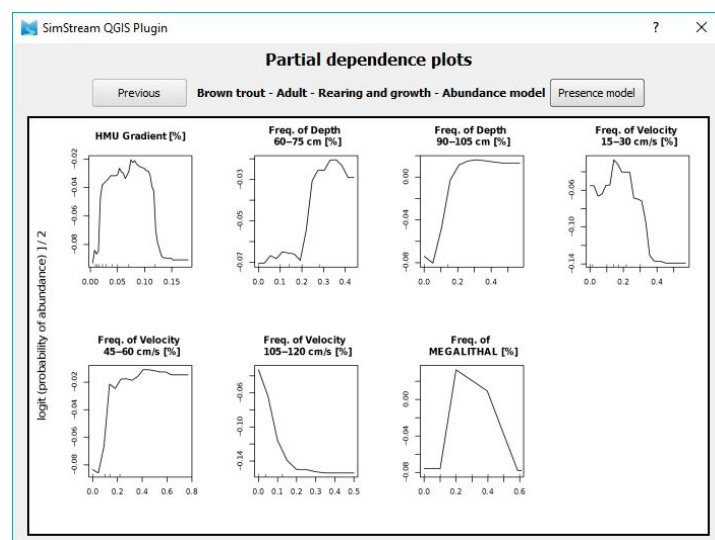 SimStream QGIS Plugin ? ×
Partial dependence plots
Previous Brown trout - Adult - Rearing and growth - Abundance model Presence model
HMU Gradient [%]
-0.02
-0.04
-0.06
-0.08
0.00 0.05 0.10 0.15
Freq. of Depth
60–75 cm [%]
-0.03
-0.05
-0.07
0.0 0.1 0.2 0.3 0.4
Freq. of Depth
90–105 cm [%]
0.00
-0.04
-0.08
0.0 0.2 0.4
Freq. of Velocity
15–30 cm/s [%]
-0.06
-0.10
-0.14
0.0 0.2 0.4
logit (probability of abundance) ] / 2
Freq. of Velocity
45–60 cm/s [%]
-0.02
-0.04
-0.06
-0.08
0.0 0.2 0.4 0.6 0.8
Freq. of Velocity
105–120 cm/s [%]
-0.06
-0.10
-0.14
0.0 0.1 0.2 0.3 0.4 0.5
Freq. of
MEGALITHAL [%]
0.00
-0.04
-0.08
0.0 0.2 0.4 0.6